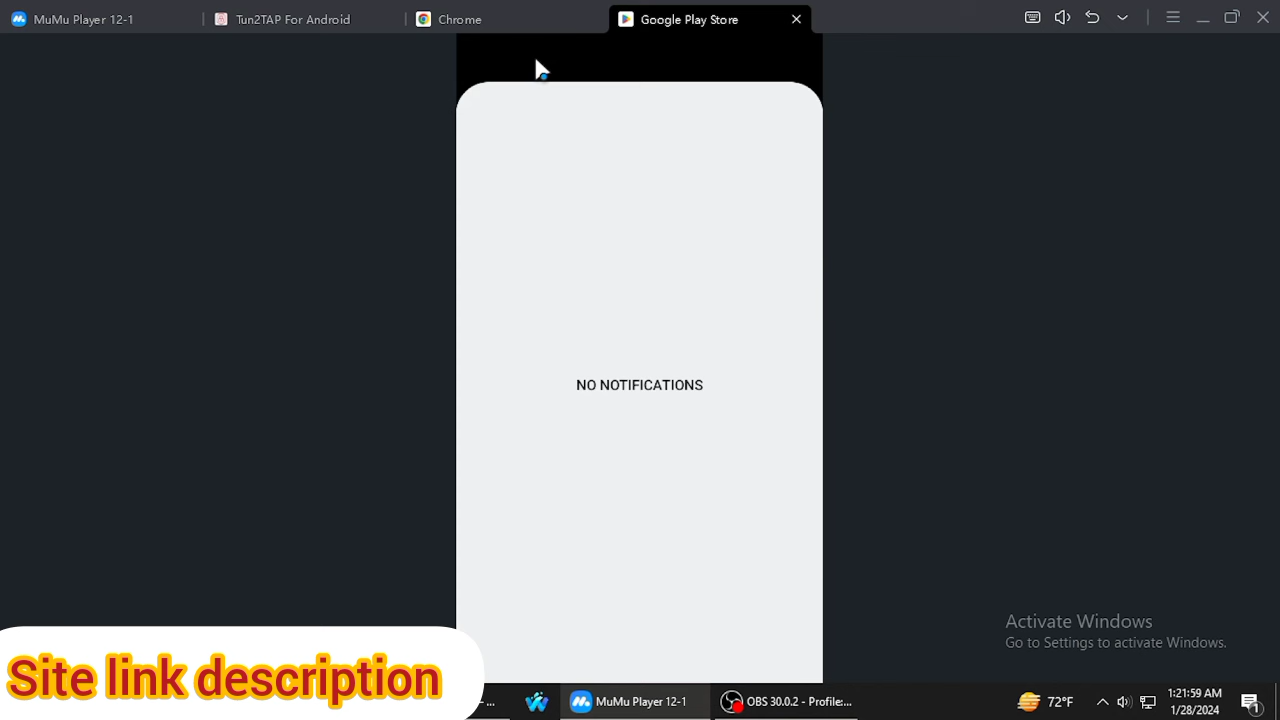 MuMu Player 12-1
Tun2TAP For Android
Chrome
Google Play Store
NO NOTIFICATIONS
Activate Windows
Go to Settings to activate Windows.
Site link description
- ...
MuMu Player 12-1
OBS 30.0.2 - Profile:...
72°F
1:21:59 AM
1/28/2024
1